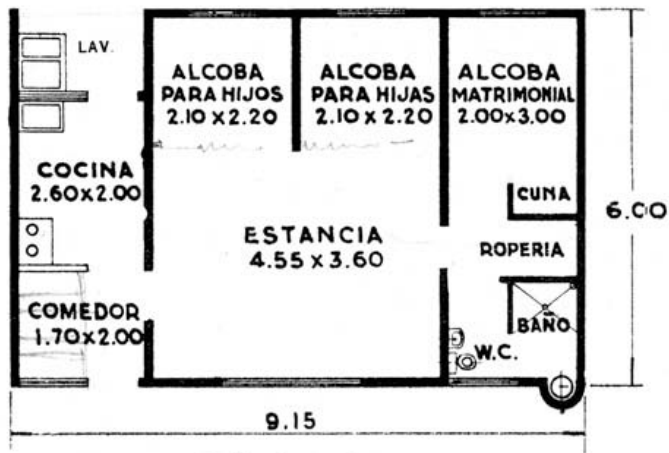 LAV.
ALCOBA
PARA HIJOS
2.10 x 2.20
ALCOBA
PARA HIJAS
2.10 x 2.20
ALCOBA
MATRIMONIAL
2.00x3.00
COCINA
2.60x2.00
CUNA
6.00
ESTANCIA
4.55 x 3.60
ROPERIA
COMEDOR
1.70x2.00
BAÑO
W.C.
9.15